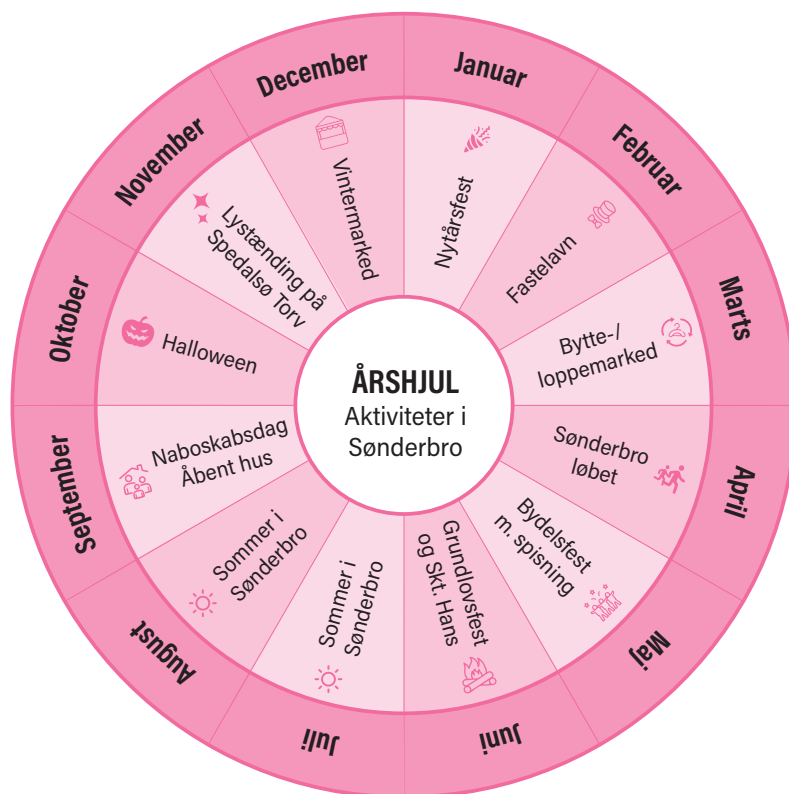 ÅRSHJUL
Aktiviteter i
Sønderbro
Januar
Nytårsfest
Februar
Fastelavn
Marts
Bytte-/
loppemarked
April
Sønderbro
løbet
Maj
Bydelsfest
m. spisning
Juni
Grundlovsfest
og Skt. Hans
Juli
Sommer i
Sønderbro
August
Sommer i
Sønderbro
September
Naboskabsdag
Åbent hus
Oktober
Halloween
November
Lystænding på
Spedalsø Torv
December
Vintermarked